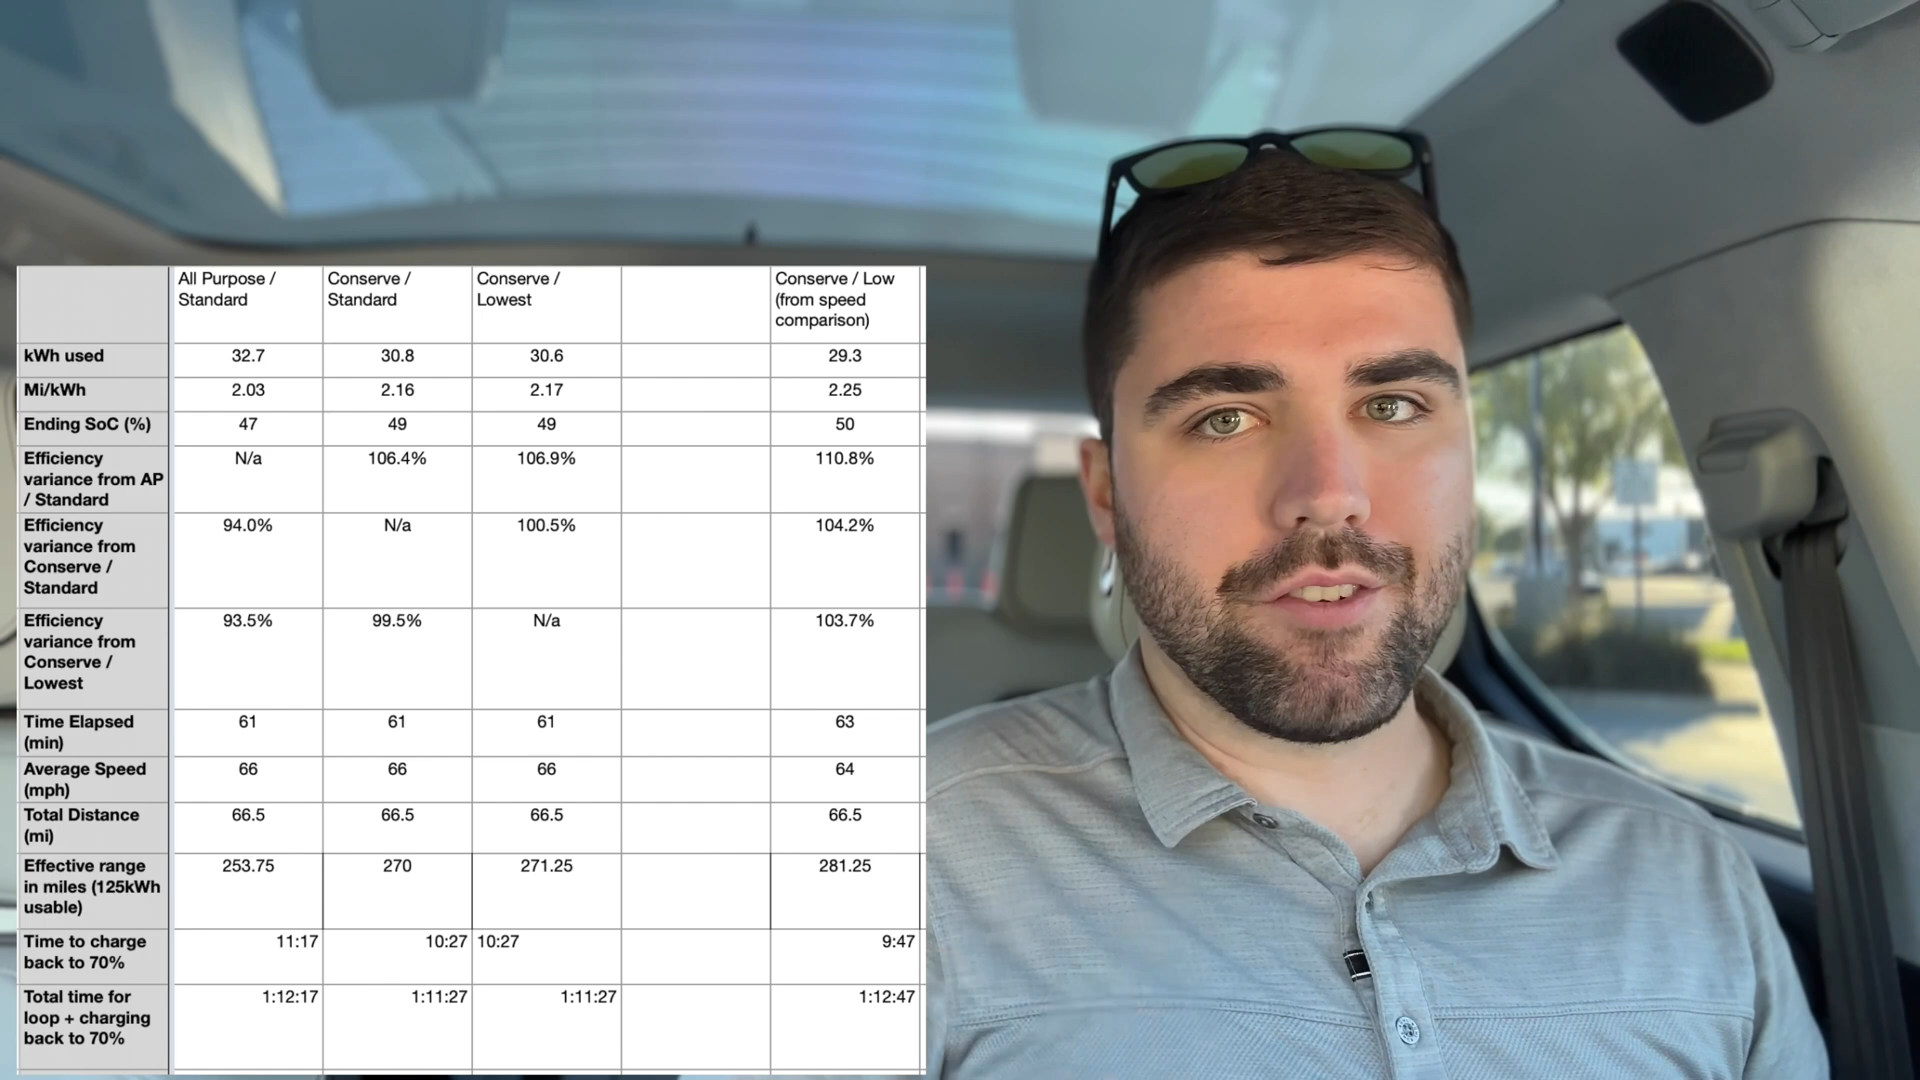 All Purpose / Standard	Conserve / Standard	Conserve / Lowest		Conserve / Low (from speed comparison)
kWh used	32.7	30.8	30.6		29.3
Mi/kWh	2.03	2.16	2.17		2.25
Ending SoC (%)	47	49	49		50
Efficiency variance from AP / Standard	N/a	106.4%	106.9%		110.8%
Efficiency variance from Conserve / Standard	94.0%	N/a	100.5%		104.2%
Efficiency variance from Conserve / Lowest	93.5%	99.5%	N/a		103.7%
Time Elapsed (min)	61	61	61		63
Average Speed (mph)	66	66	66		64
Total Distance (mi)	66.5	66.5	66.5		66.5
Effective range in miles (125kWh usable)	253.75	270	271.25		281.25
Time to charge back to 70%	11:17	10:27	10:27		9:47
Total time for loop + charging back to 70%	1:12:17	1:11:27	1:11:27		1:12:47